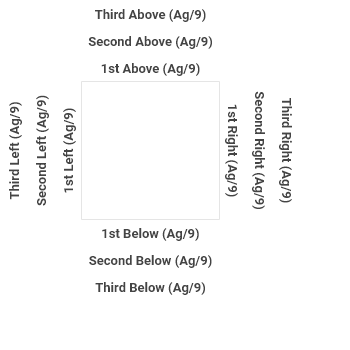 Third Above (Ag/9)
Second Above (Ag/9)
1st Above (Ag/9)
Third Left (Ag/9)
Second Left (Ag/9)
1st Left (Ag/9)
1st Right (Ag/9)
Second Right (Ag/9)
Third Right (Ag/9)
1st Below (Ag/9)
Second Below (Ag/9)
Third Below (Ag/9)